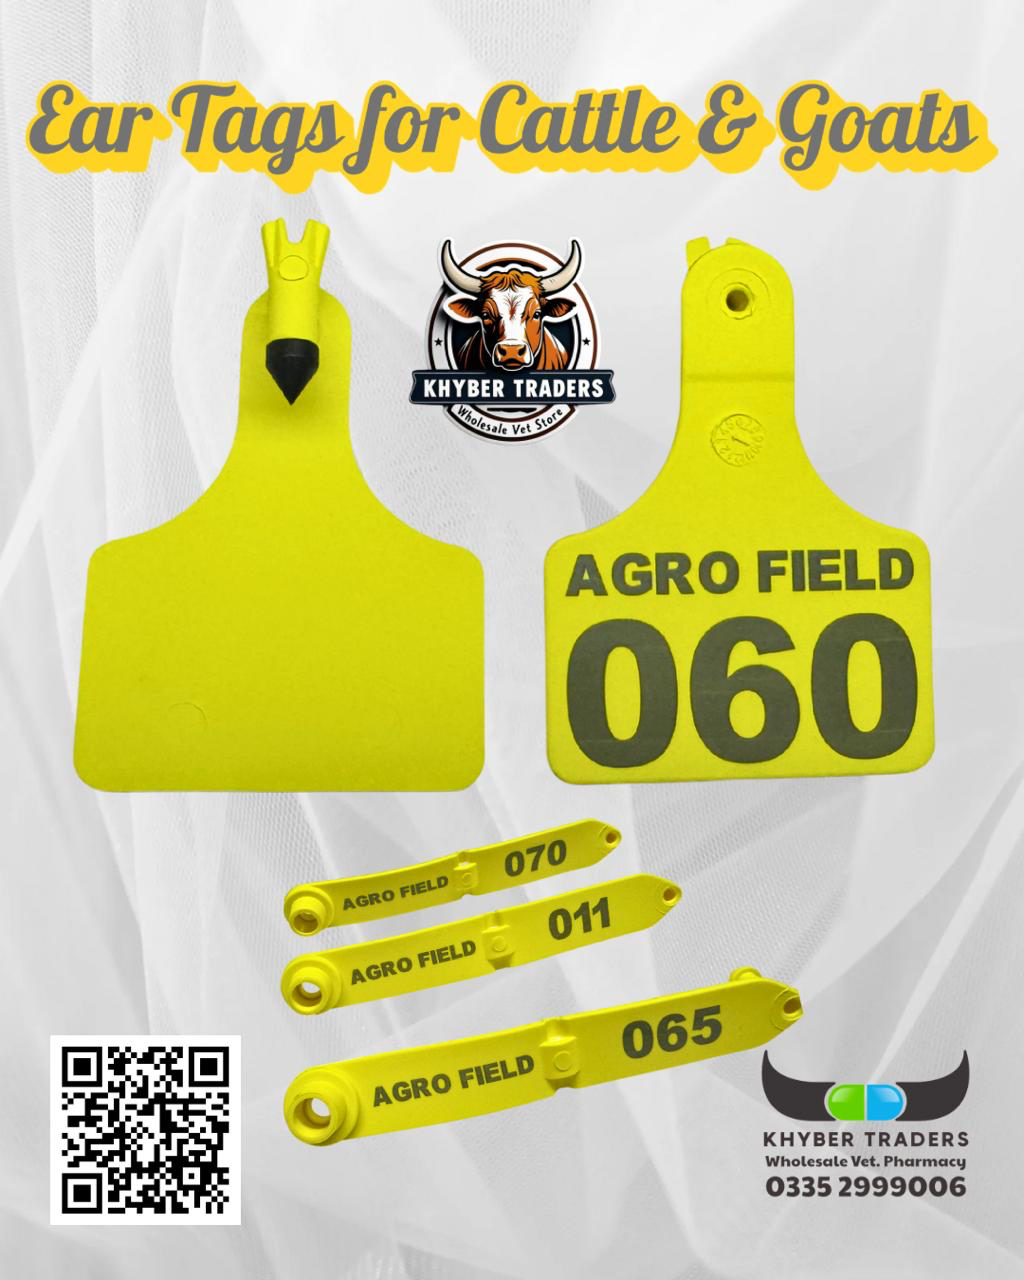 Ear Tags for Cattle & Goats
KHYBER TRADERS
Wholesale Vet Store
AGRO FIELD
060
AGRO FIELD 070
AGRO FIELD 011
AGRO FIELD 065
KHYBER TRADERS
Wholesale Vet. Pharmacy
0335 2999006